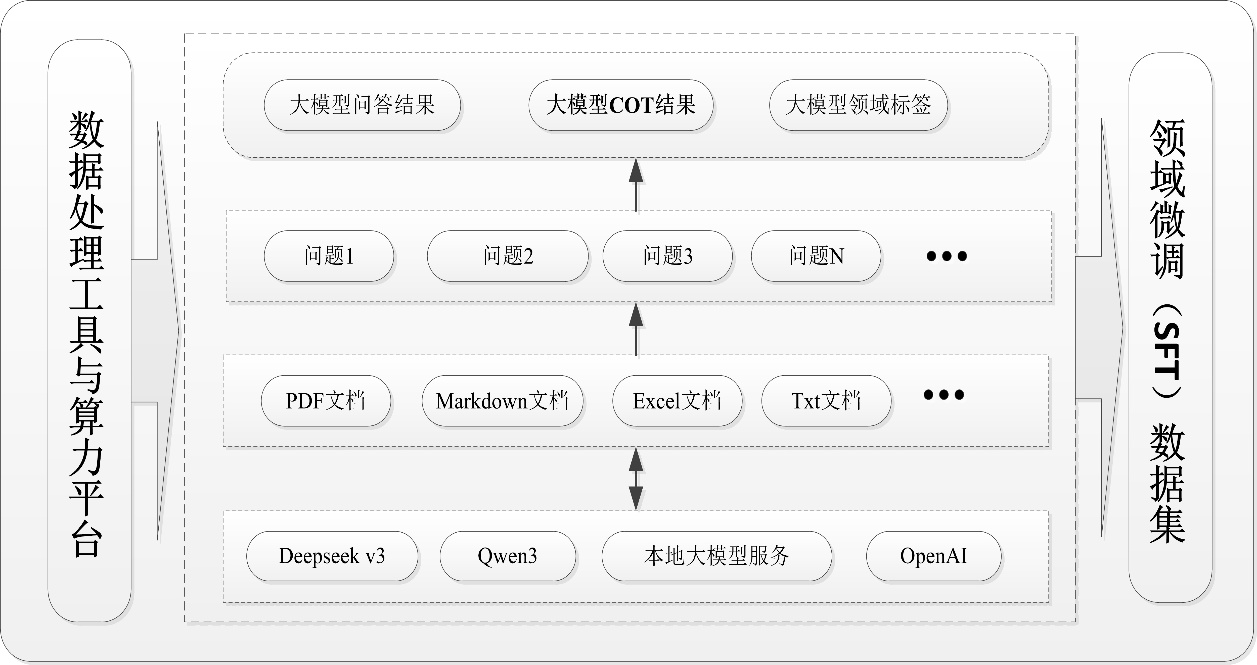 数据处理工具与算力平台
大模型问答结果
大模型COT结果
大模型领域标签
问题1
问题2
问题3
问题N
•••
PDF文档
Markdown文档
Excel文档
Txt文档
•••
Deepseek v3
Qwen3
本地大模型服务
OpenAI
领域微调（SFT）数据集